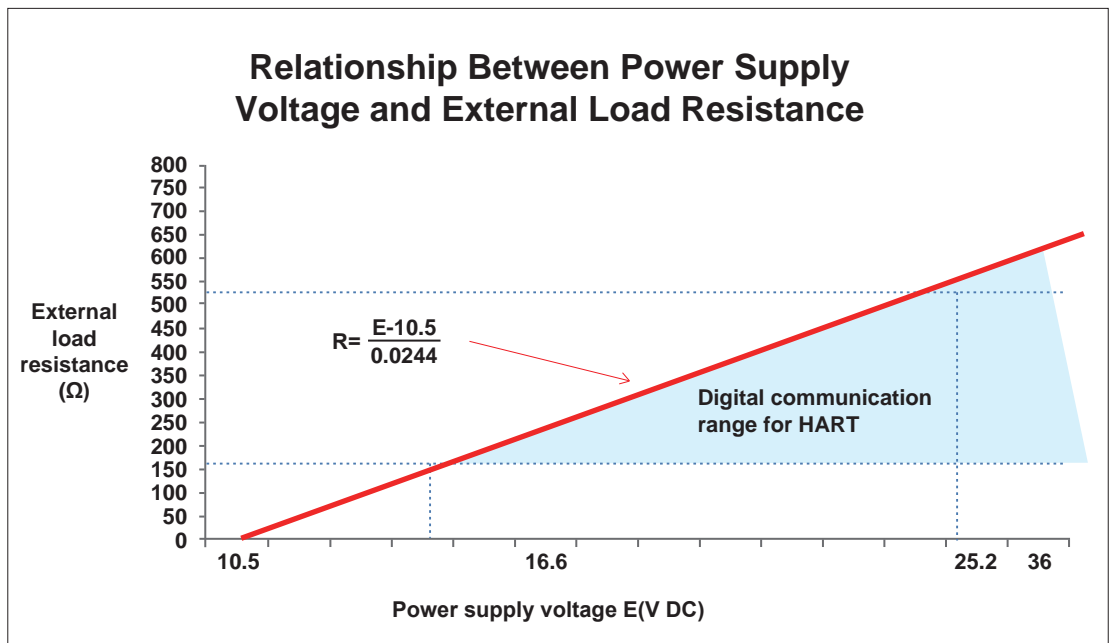 Relationship Between Power Supply
Voltage and External Load Resistance
800
750
700
650
600
550
500
450
400
350
300
250
200
150
100
50
0
External
load
resistance
(Ω)
R= E-10.5
0.0244
Digital communication
range for HART
10.5 16.6 25.2 36
Power supply voltage E(V DC)